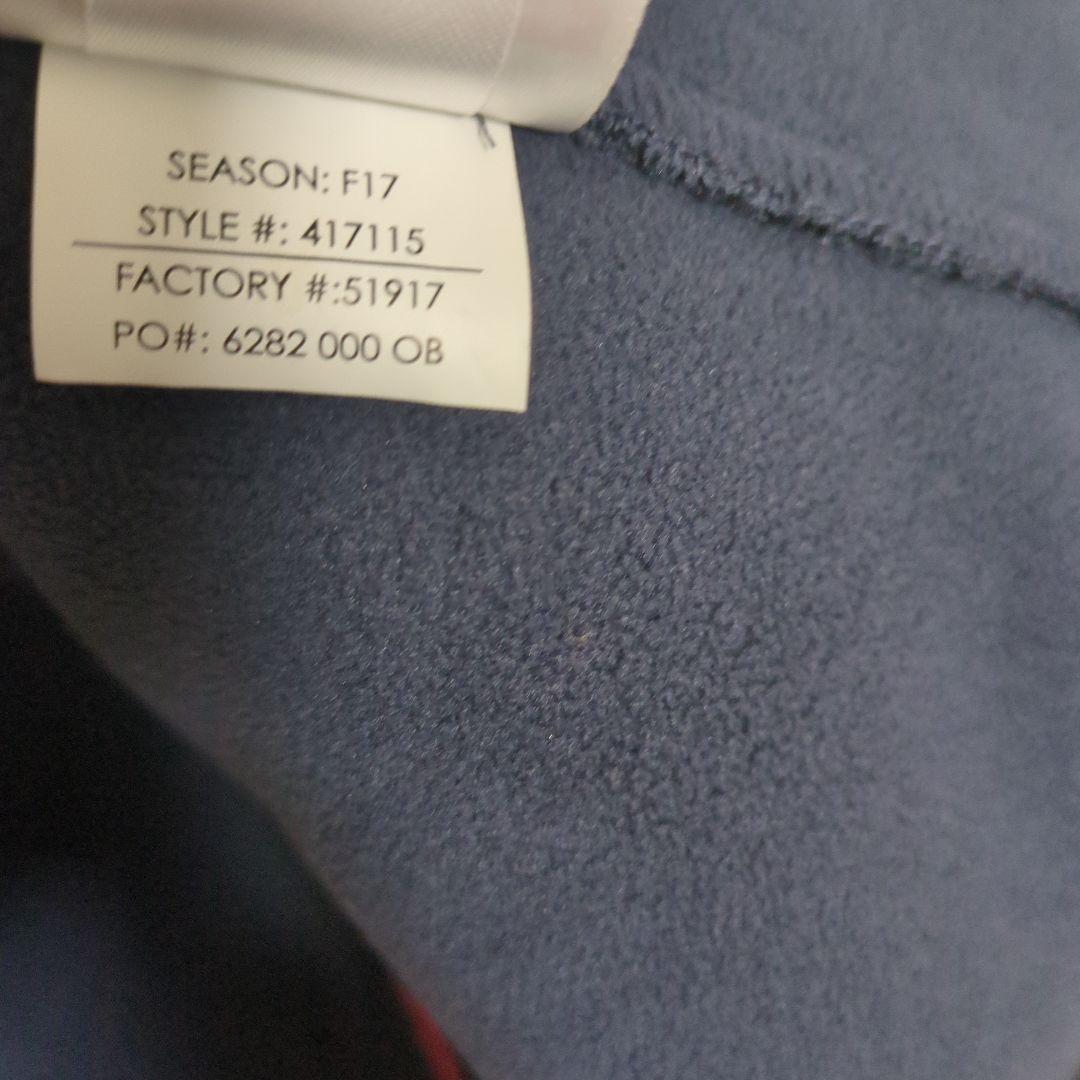 SEASON: F17
STYLE #: 417115
FACTORY #:51917
PO#: 6282 000 OB